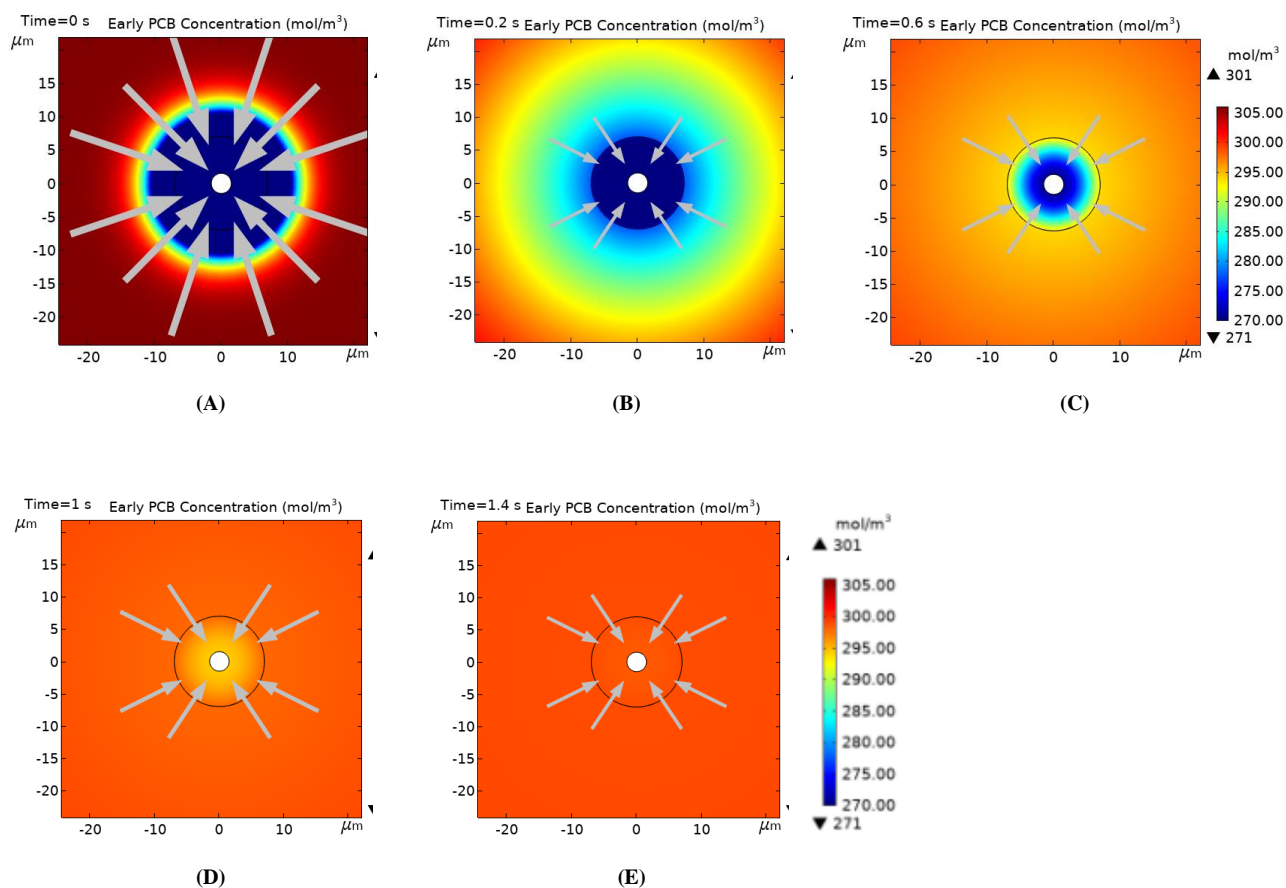 Time=0 s Early PCB Concentration (mol/m³)
μm
15
10
5
0
-5
-10
-15
-20
-20 -10 0 10 μm
(A)
Time=0.2 s Early PCB Concentration (mol/m³)
μm
15
10
5
0
-5
-10
-15
-20
-20 -10 0 10 μm
(B)
Time=0.6 s Early PCB Concentration (mol/m³)
μm
15
10
5
0
-5
-10
-15
-20
-20 -10 0 10 μm
mol/m³
▲ 301
305.00
300.00
295.00
290.00
285.00
280.00
275.00
270.00
▼ 271
(C)
Time=1 s Early PCB Concentration (mol/m³)
μm
15
10
5
0
-5
-10
-15
-20
-20 -10 0 10 μm
(D)
Time=1.4 s Early PCB Concentration (mol/m³)
μm
15
10
5
0
-5
-10
-15
-20
-20 -10 0 10 μm
mol/m³
▲ 301
305.00
300.00
295.00
290.00
285.00
280.00
275.00
270.00
▼ 271
(E)